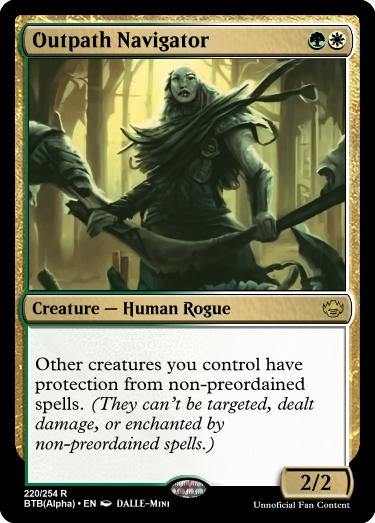 Outpath Navigator
Creature — Human Rogue
Other creatures you control have
protection from non-preordained
spells. (They can't be targeted, dealt
damage, or enchanted by
non-preordained spells.)
2/2
220/254 R
BTB(Alpha) • EN DALLE-Mini
Unofficial Fan Content